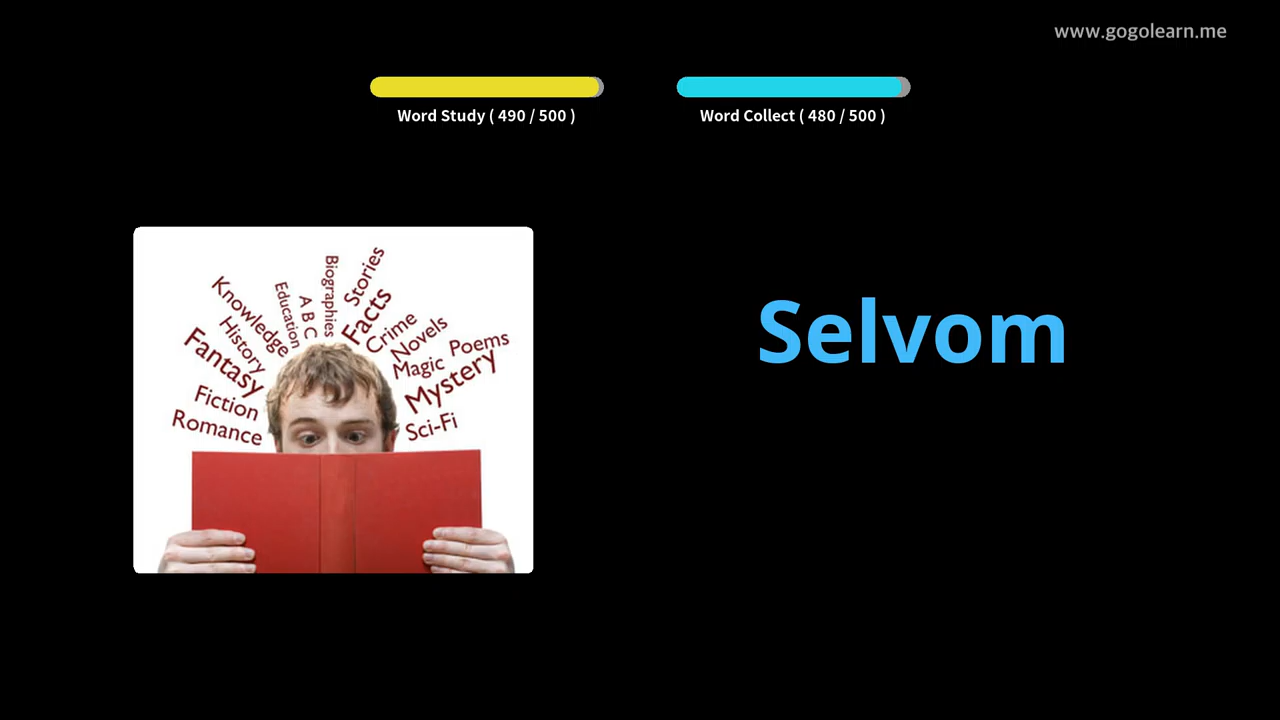 www.gogolearn.me
Word Study ( 490 / 500 )
Word Collect ( 480 / 500 )
Selvom
Stories
Biographies
A B C
Education
Facts
Knowledge
Crime
Novels
History
Poems
Fantasy
Magic
Mystery
Fiction
Romance
Sci-Fi